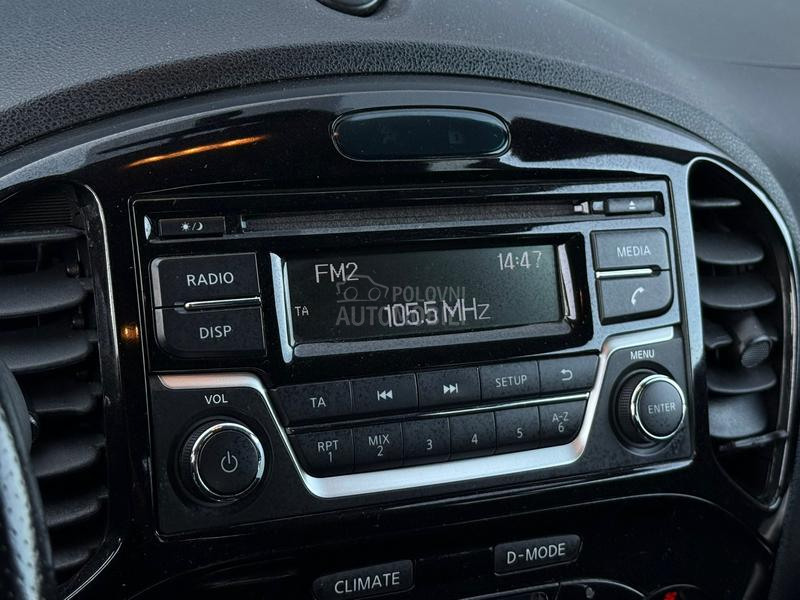 RADIO
DISP
FM2
14:47
TA
105.5 MHz
POLOVNI
AUTOMOBILI
MEDIA
VOL
TA
SETUP
MENU
ENTER
RPT
1
MIX
2
3
4
5
A-Z
6
CLIMATE
D-MODE